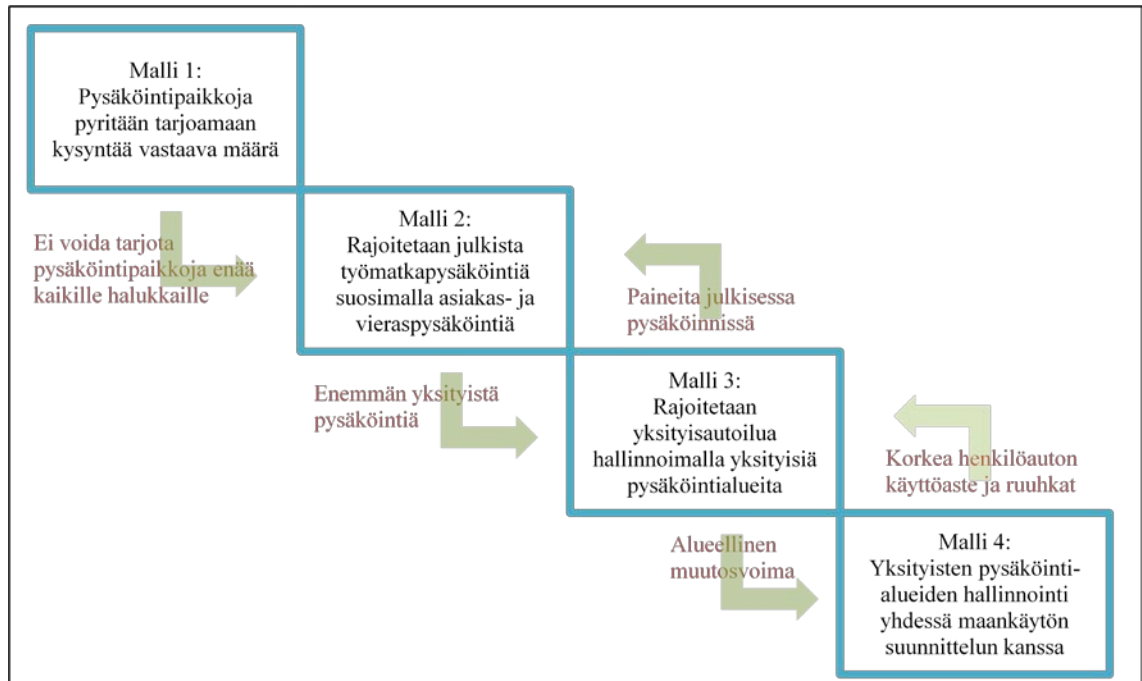 Malli 1:
Pysäköintipaikkoja
pyritään tarjoamaan
kysyntää vastaava määrä
Ei voida tarjota
pysäköintipaikkoja enää
kaikille halukkaille
Malli 2:
Rajoitetaan julkista
työmatkapysäköintiä
suosimalla asiakas- ja
vieraspysäköintiä
Paineita julkisessa
pysäköinnissä
Enemmän yksityistä
pysäköintiä
Malli 3:
Rajoitetaan
yksityisautoilua
hallinnoimalla yksityisiä
pysäköintialueita
Korkea henkilöauton
käyttöaste ja ruuhkat
Alueellinen
muutosvoima
Malli 4:
Yksityisten pysäköinti-
alueiden hallinnointi
yhdessä maankäytön
suunnittelun kanssa